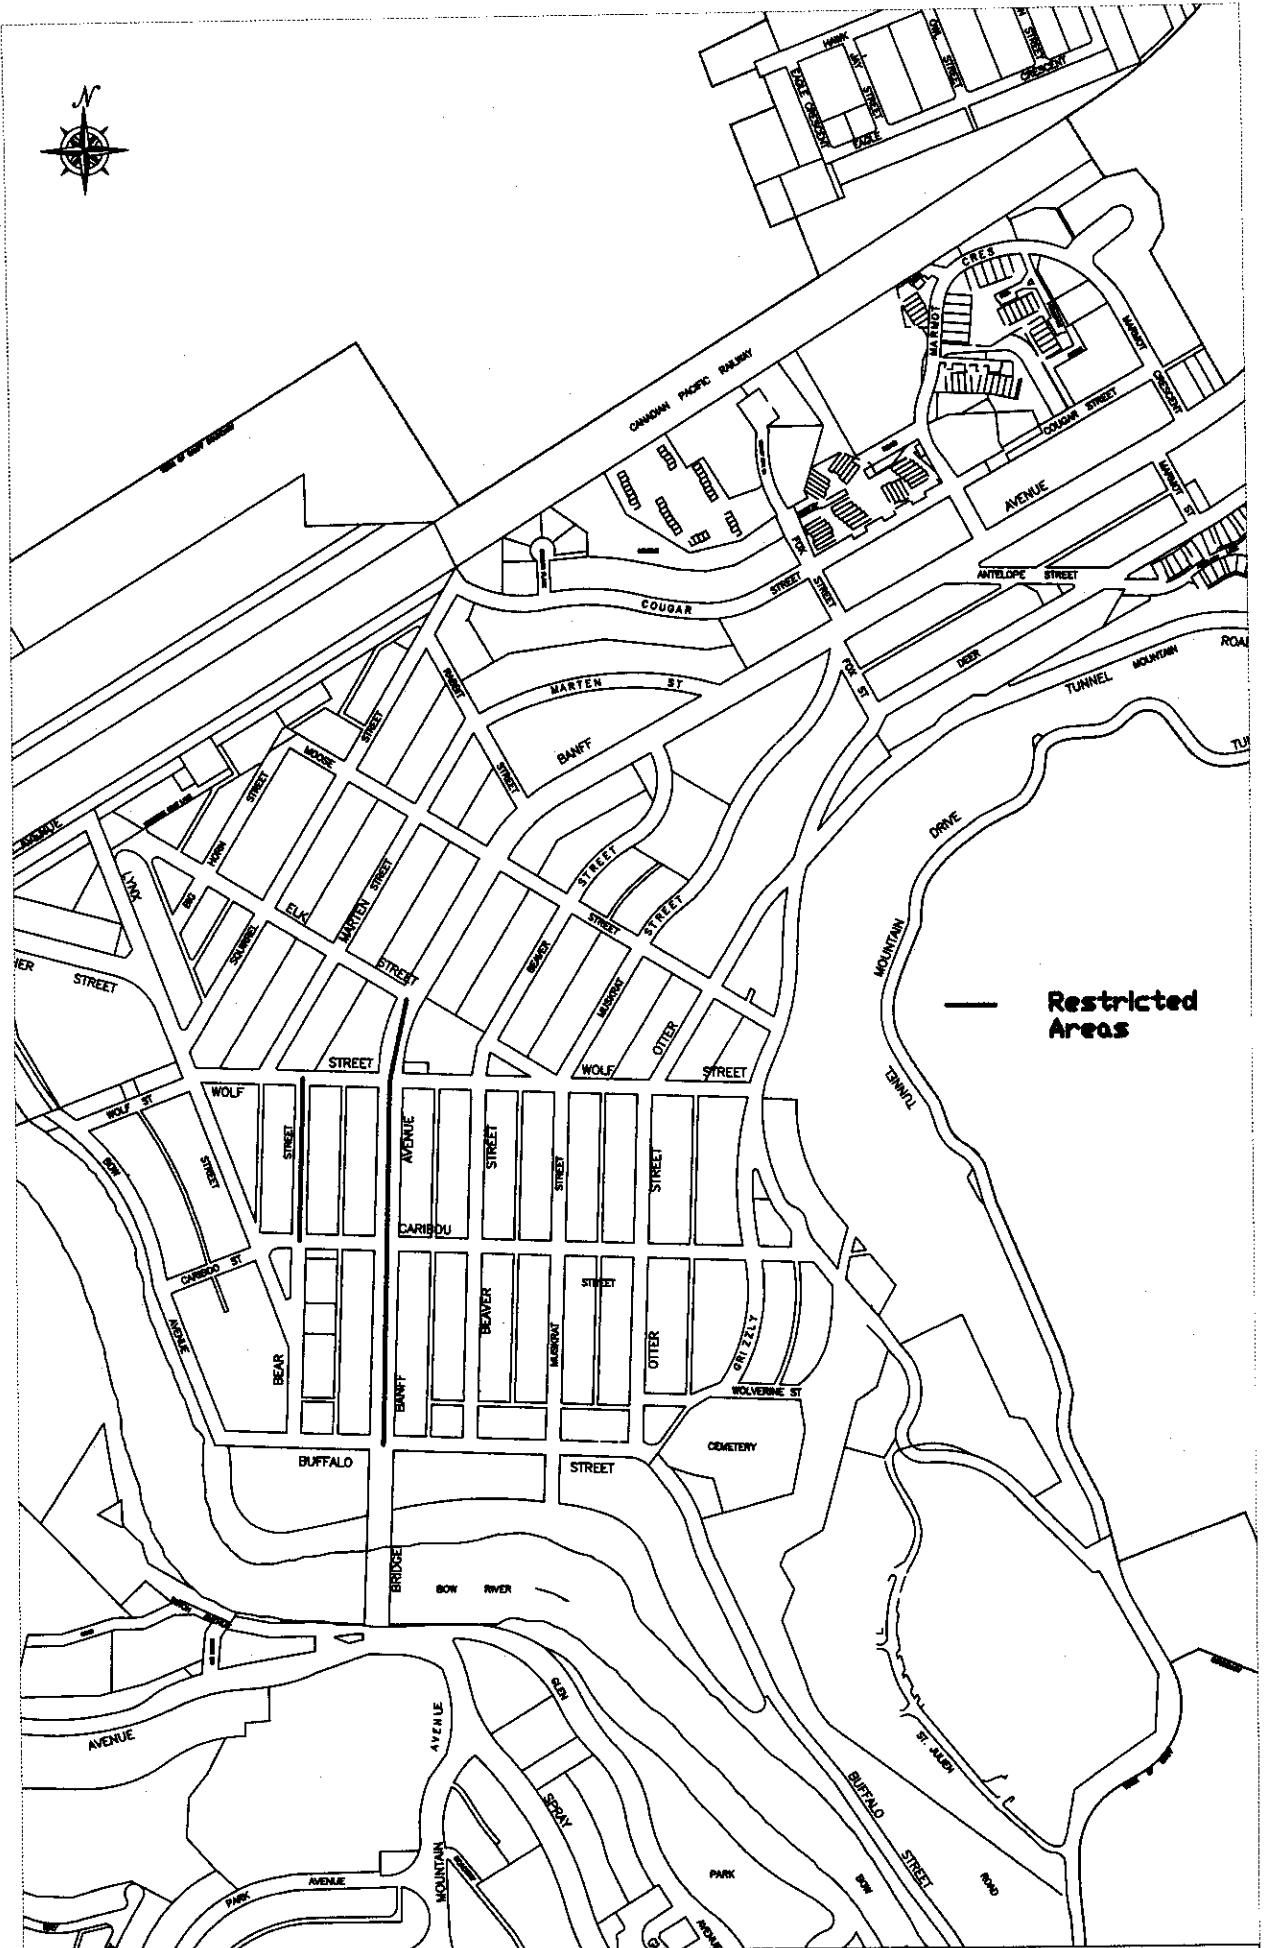 N
HAWK
JAY
STREET
OWL
STREET
STREET
CRESCENT
EAGLE CRESCENT
EAGLE
CRES
MARMOT
MARMOT
CRESCENT
CANADIAN PACIFIC RAILWAY
COUGAR STREET
AVENUE
MARMOT
ST
FOX
STREET
STREET
ANTELOPE STREET
COUGAR
DEER
FOX ST
TUNNEL
MOUNTAIN
ROAD
RABBIT
STREET
MARTEN ST
BANFF
STREET
MOOSE
STREET
AVENUE
LYNX
BIG
HORN
STREET
ELK
SQUIRREL
MARTEN STREET
STREET
BEAVER
STREET
STREET
STREET
MUSKRAT
OTTER
DRIVE
MOUNTAIN
TUNNEL
HER
STREET
Restricted
Areas
STREET
WOLF
WOLF
STREET
WOLF ST
BOW
STREET
STREET
AVENUE
STREET
STREET
STREET
CARIBOU
CARIBOO ST
STREET
AVENUE
BEAR
BANFF
BEAVER
MUSKRAT
OTTER
GRIZZLY
WOLVERINE ST
CEMETERY
BUFFALO
STREET
BRIDGE
BOW RIVER
AVENUE
AVENUE
GLEN
SPRAY
MOUNTAIN
PARK
AVENUE
PARK
AVENUE
BUFFALO
STREET
BOW
ROAD
ST. JULIEN